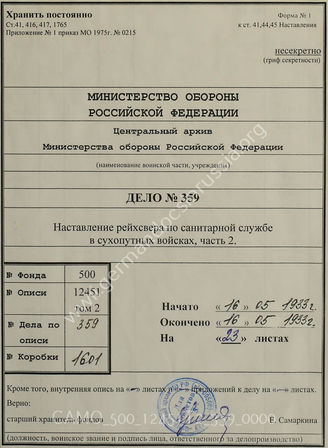 Хранить постоянно
Ст.41, 416, 417, 1765
Приложение № 1 приказ МО 1975г. № 0215
Форма № 1
к ст. 41,44,45 Наставления
несекретно
(гриф секретности)
МИНИСТЕРСТВО ОБОРОНЫ
РОССИЙСКОЙ ФЕДЕРАЦИИ
Центральный архив
Министерства обороны Российской Федерации
(наименование воинской части, учреждения)
ДЕЛО № 359
Наставление рейхсвера по санитарной службе
в сухопутных войсках, часть 2.
№ Фонда 500
№ Описи 12451
том 2
№ Дела по описи 359
№ Коробки 1601
Начато «16» 05 1933г.
Окончено «16» 05 1933г.
На «23» листах
Кроме того, внутренняя опись на «–» листах и приложений к делу на «–» листах.
Верно:
старший хранитель фондов Е. Самаркина
(должность, воинское звание и подпись лица, ответственного за делопроизводство)
www.germandocsinrussia.org